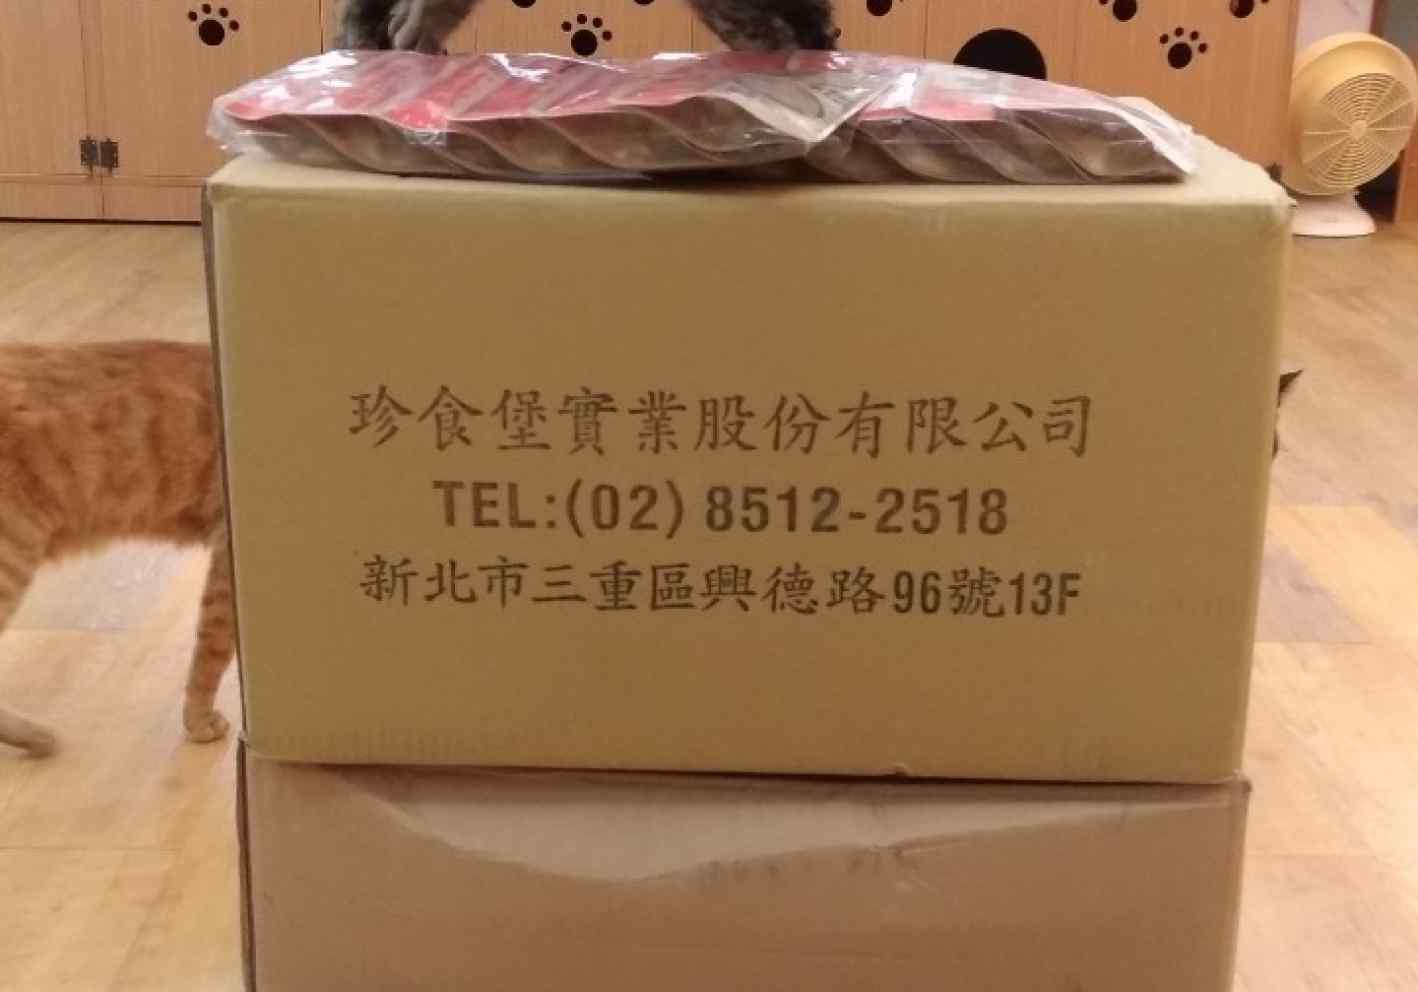 珍食堡實業股份有限公司
TEL:(02) 8512-2518
新北市三重區興德路96號13F